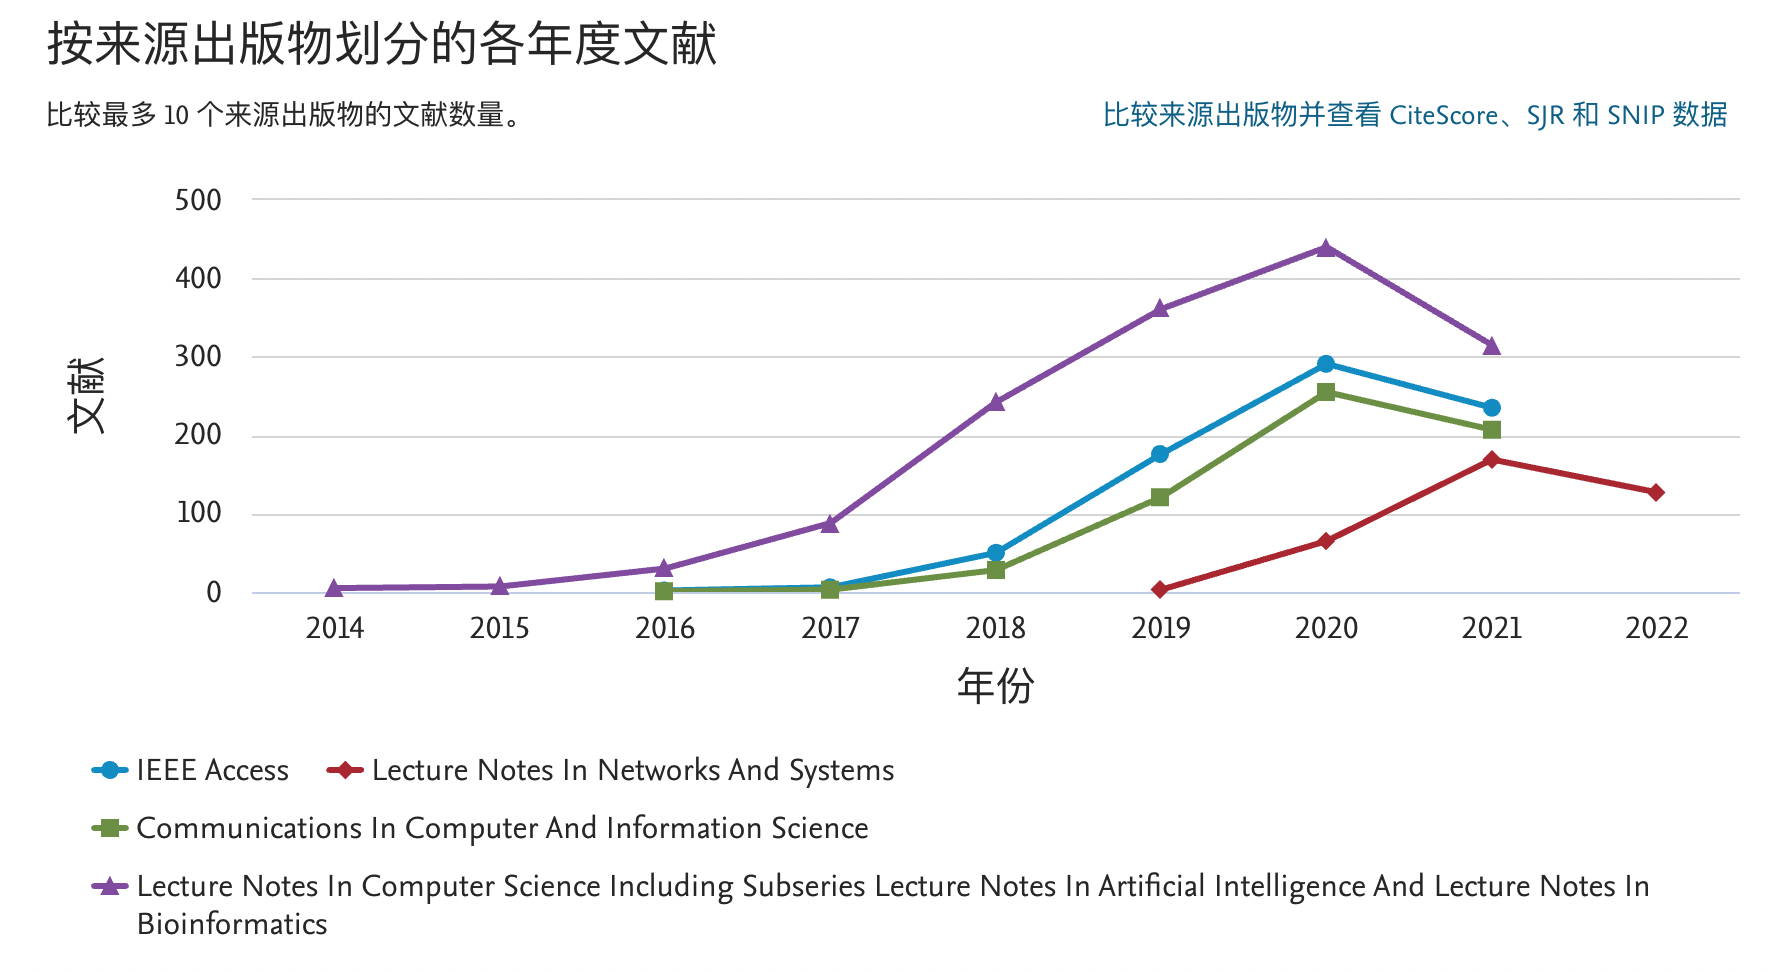 按来源出版物划分的各年度文献
比较最多 10 个来源出版物的文献数量。
比较来源出版物并查看 CiteScore、SJR 和 SNIP 数据
500
400
300
200
100
0
文献
2014 2015 2016 2017 2018 2019 2020 2021 2022
年份
IEEE Access Lecture Notes In Networks And Systems
Communications In Computer And Information Science
Lecture Notes In Computer Science Including Subseries Lecture Notes In Artificial Intelligence And Lecture Notes In
Bioinformatics